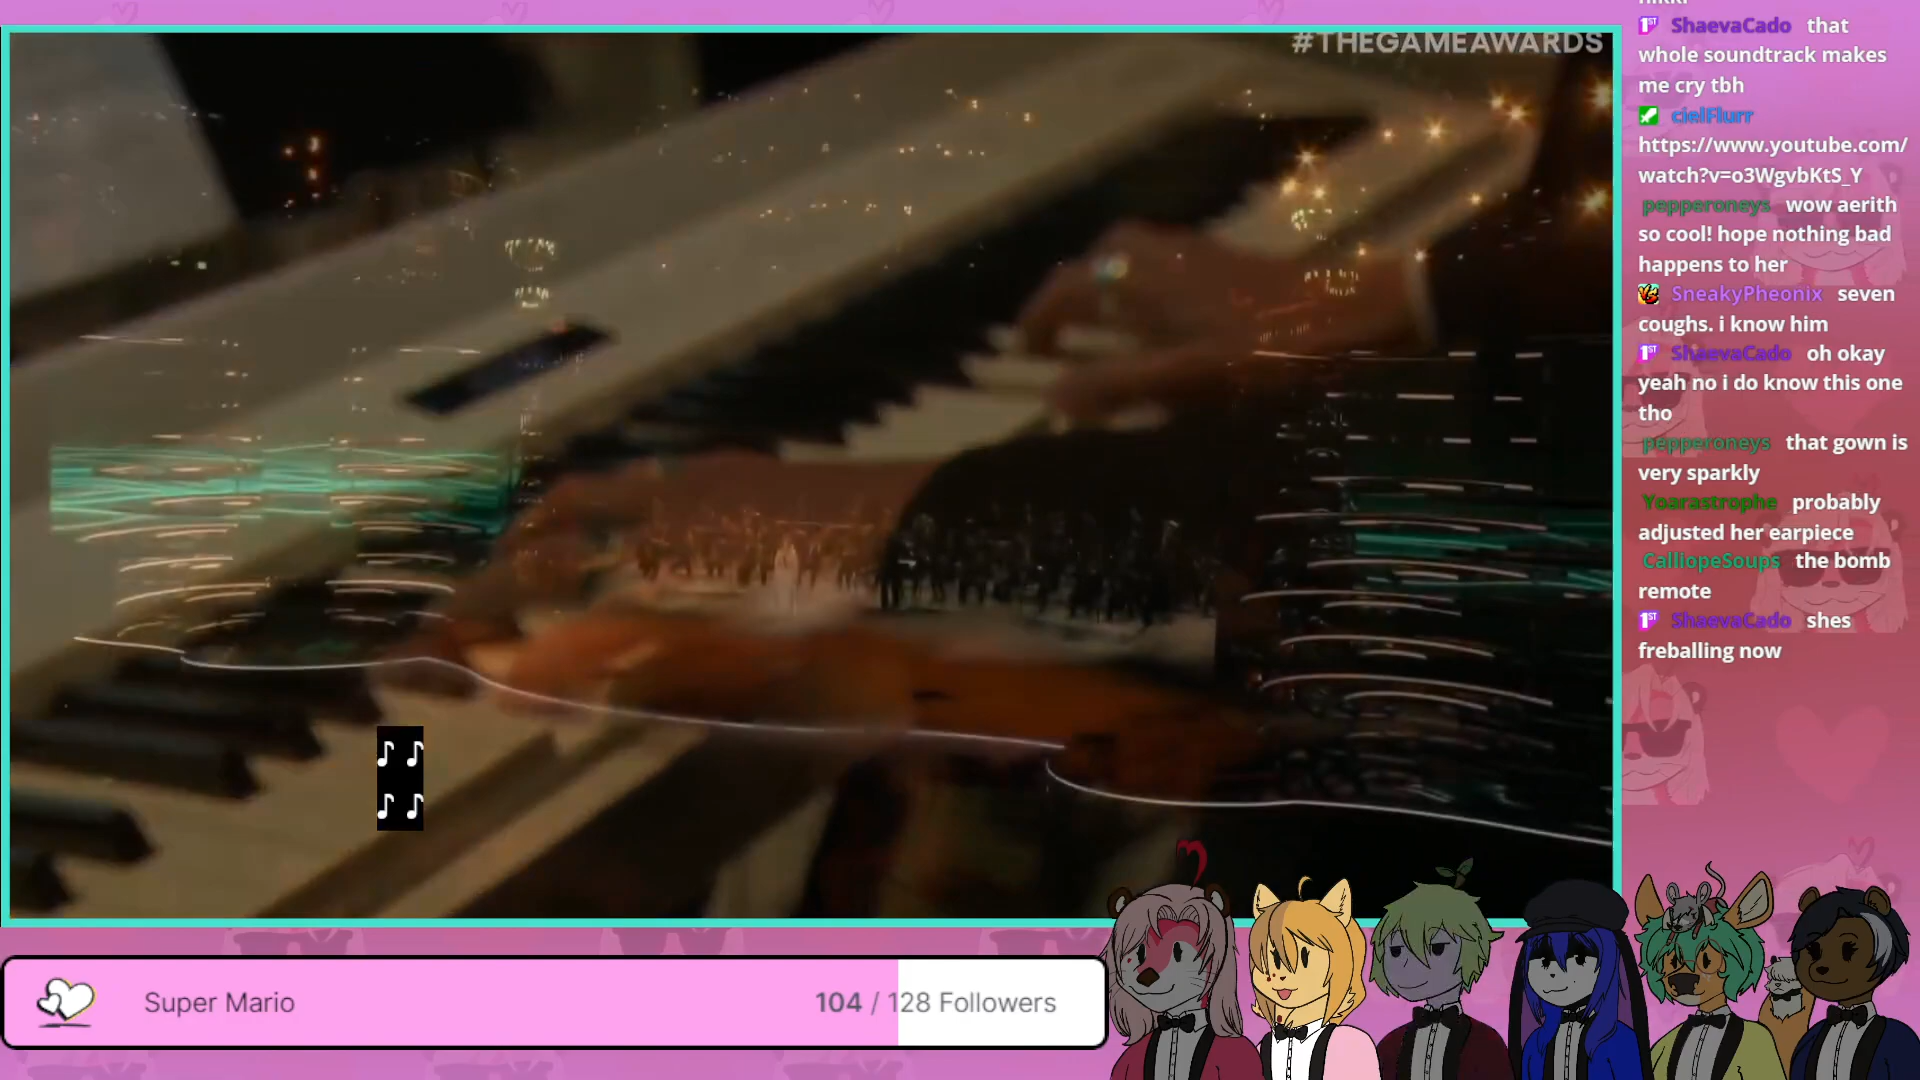 #THEGAMEAWARDS
ShaevaCado that
whole soundtrack makes
me cry tbh
cielFlurr
https://www.youtube.com/
watch?v=o3WgvbKtS_Y
pepperoneys wow aerith
so cool! hope nothing bad
happens to her
SneakyPheonix seven
coughs. i know him
ShaevaCado oh okay
yeah no i do know this one
tho
pepperoneys that gown is
very sparkly
Yoarastrophe probably
adjusted her earpiece
CalliopeSoups the bomb
remote
ShaevaCado shes
freballing now
♪ ♪
♪ ♪
Super Mario 104 / 128 Followers